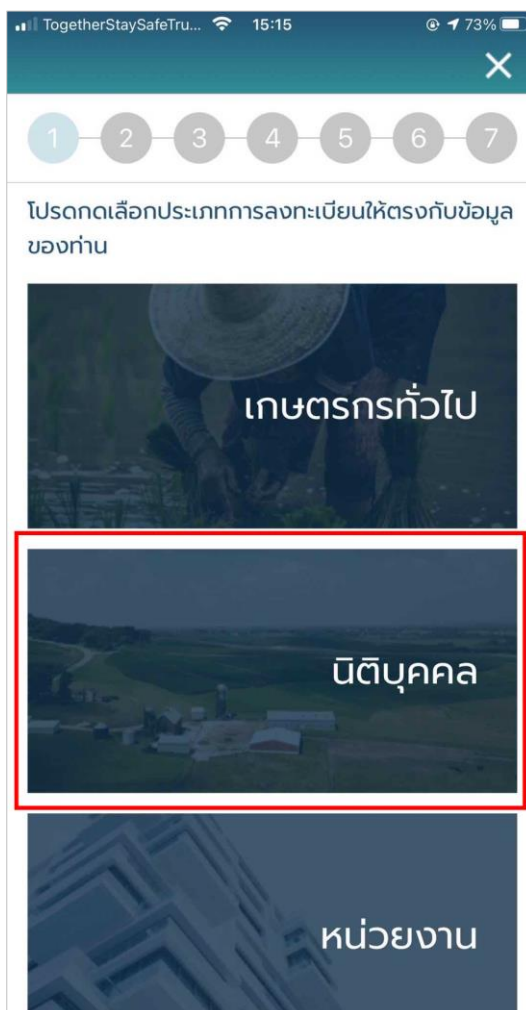 TogetherStaySafeTru... 15:15 73%
1 2 3 4 5 6 7
โปรดกดเลือกประเภทการลงทะเบียนให้ตรงกับข้อมูล
ของท่าน
เกษตรกรทั่วไป
นิติบุคคล
หน่วยงาน